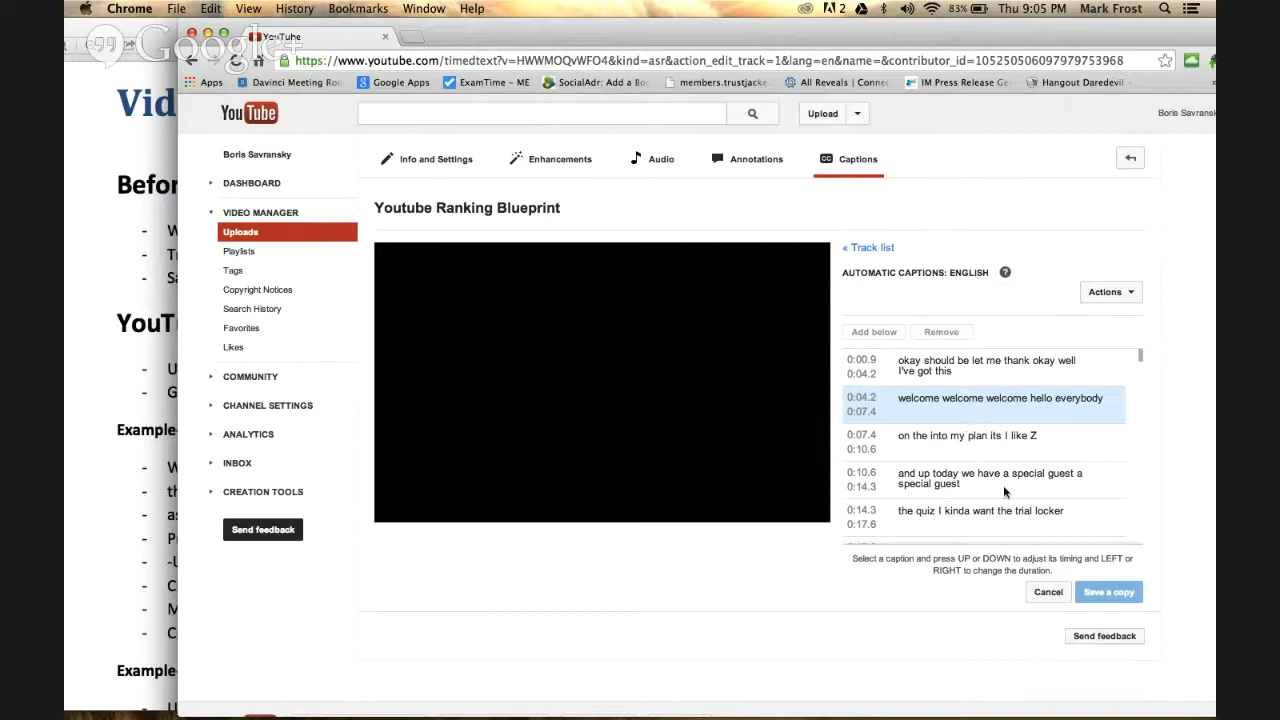 Chrome File Edit View History Bookmarks Window Help 2 83% Thu 9:05 PM Mark Frost
Google+
YouTube
https://www.youtube.com/timedtext?v=HWWMOQvWFO4&kind=asr&action_edit_track=1&lang=en&name=&contributor_id=105250506097979753968
Apps Davinci Meeting Roo Google Apps ExamTime : ME SocialAdr: Add a Bo members.trustjacke All Reveals | Connec IM Press Release Ge Hangout Daredevil
Vid
YouTube Upload Boris Savransk
Boris Savransky
Info and Settings Enhancements Audio Annotations Captions
DASHBOARD
Befor
VIDEO MANAGER
Youtube Ranking Blueprint
- W
Uploads
- Tr
Playlists
« Track list
- Sa
Tags
AUTOMATIC CAPTIONS: ENGLISH ?
Copyright Notices
Actions
Search History
YouT
Favorites
Add below Remove
Likes
- U
0:00.9 okay should be let me thank okay well
0:04.2 I've got this
COMMUNITY
- G
0:04.2 welcome welcome welcome hello everybody
0:07.4
CHANNEL SETTINGS
Example
ANALYTICS
0:07.4 on the into my plan its I like Z
0:10.6
- W
INBOX
0:10.6 and up today we have a special guest a
0:14.3 special guest
- th
CREATION TOOLS
- as
0:14.3 the quiz I kinda want the trial locker
0:17.6
- P
Send feedback
- -U
Select a caption and press UP or DOWN to adjust its timing and LEFT or
RIGHT to change the duration.
- C
Cancel Save a copy
- M
- C
Send feedback
Example
- U